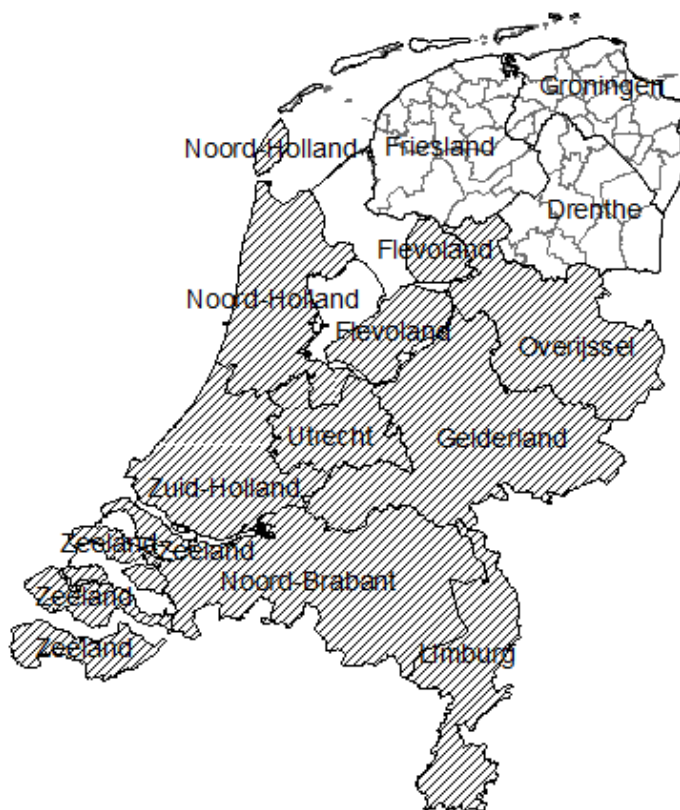 Groningen
Noord-Holland
Friesland
Drenthe
Flevoland
Noord-Holland
Flevoland
Overijssel
Utrecht
Gelderland
Zuid-Holland
Zeeland
Zeeland
Noord-Brabant
Zeeland
Zeeland
Limburg